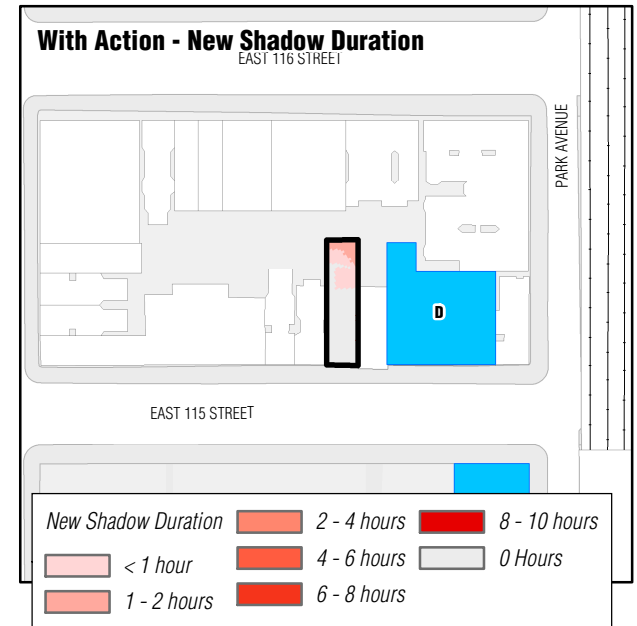 With Action - New Shadow Duration
EAST 116 STREET
PARK AVENUE
D
EAST 115 STREET
New Shadow Duration
< 1 hour
1 - 2 hours
2 - 4 hours
4 - 6 hours
6 - 8 hours
8 - 10 hours
0 Hours